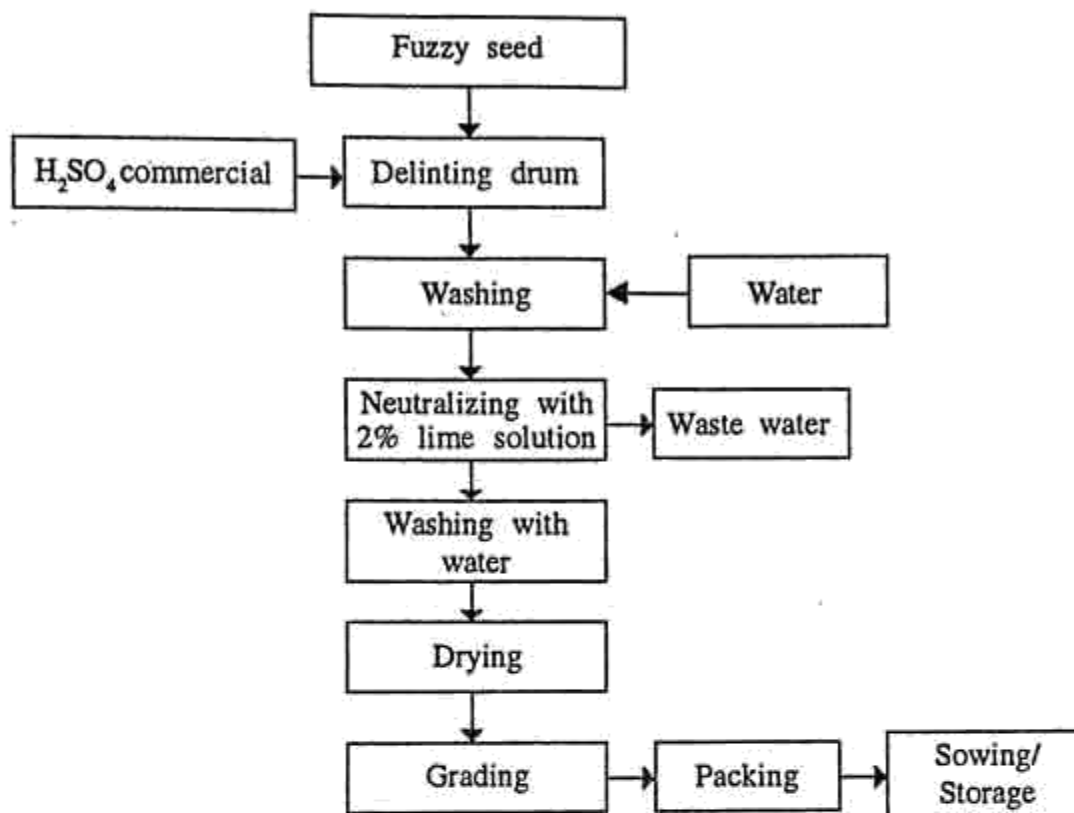 Fuzzy seed
H₂SO₄ commercial
Delinting drum
Washing
Water
Neutralizing with
2% lime solution
Waste water
Washing with
water
Drying
Grading
Packing
Sowing/
Storage